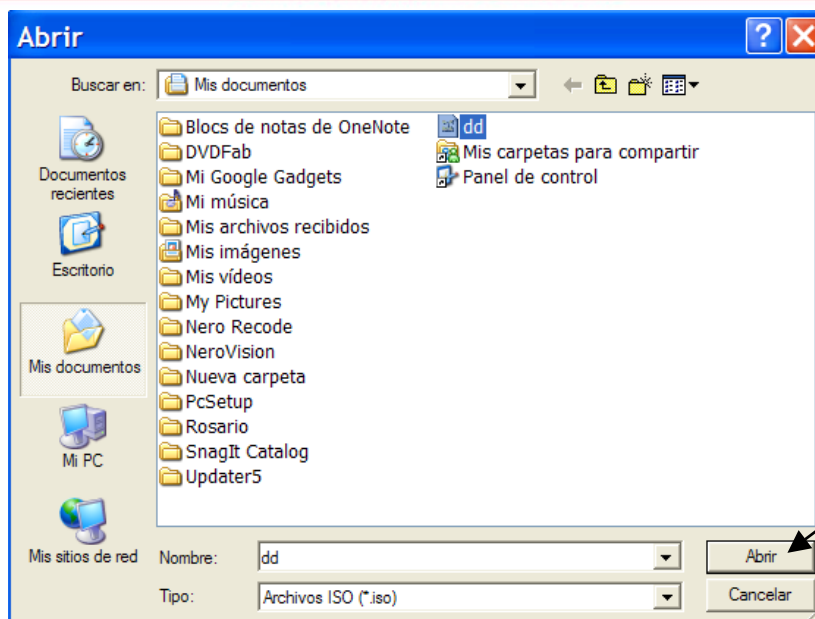 Abrir
Buscar en: Mis documentos
Documentos
recientes
Escritorio
Mis documentos
Mi PC
Mis sitios de red
Blocs de notas de OneNote
DVDFab
Mi Google Gadgets
Mi música
Mis archivos recibidos
Mis imágenes
Mis vídeos
My Pictures
Nero Recode
NeroVision
Nueva carpeta
PcSetup
Rosario
SnagIt Catalog
Updater5
dd
Mis carpetas para compartir
Panel de control
Nombre: dd Abrir
Tipo: Archivos ISO (*.iso) Cancelar